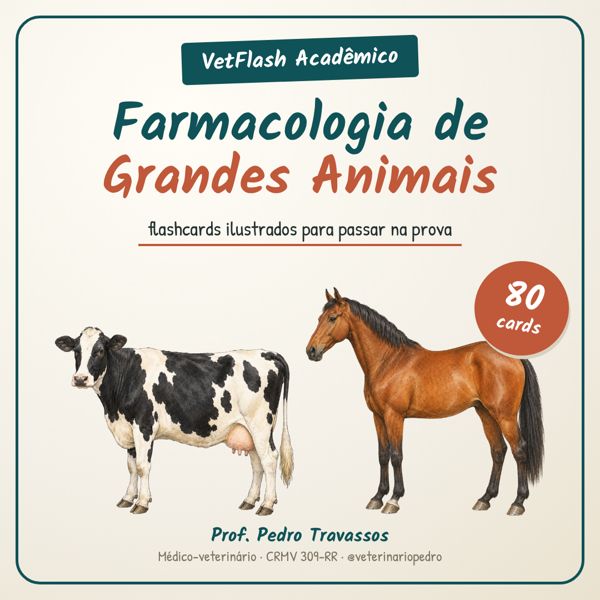 VetFlash Acadêmico
Farmacologia de
Grandes Animais
flashcards ilustrados para passar na prova
80
cards
Prof. Pedro Travassos
Médico-veterinário · CRMV 309-RR · @veterinariopedro